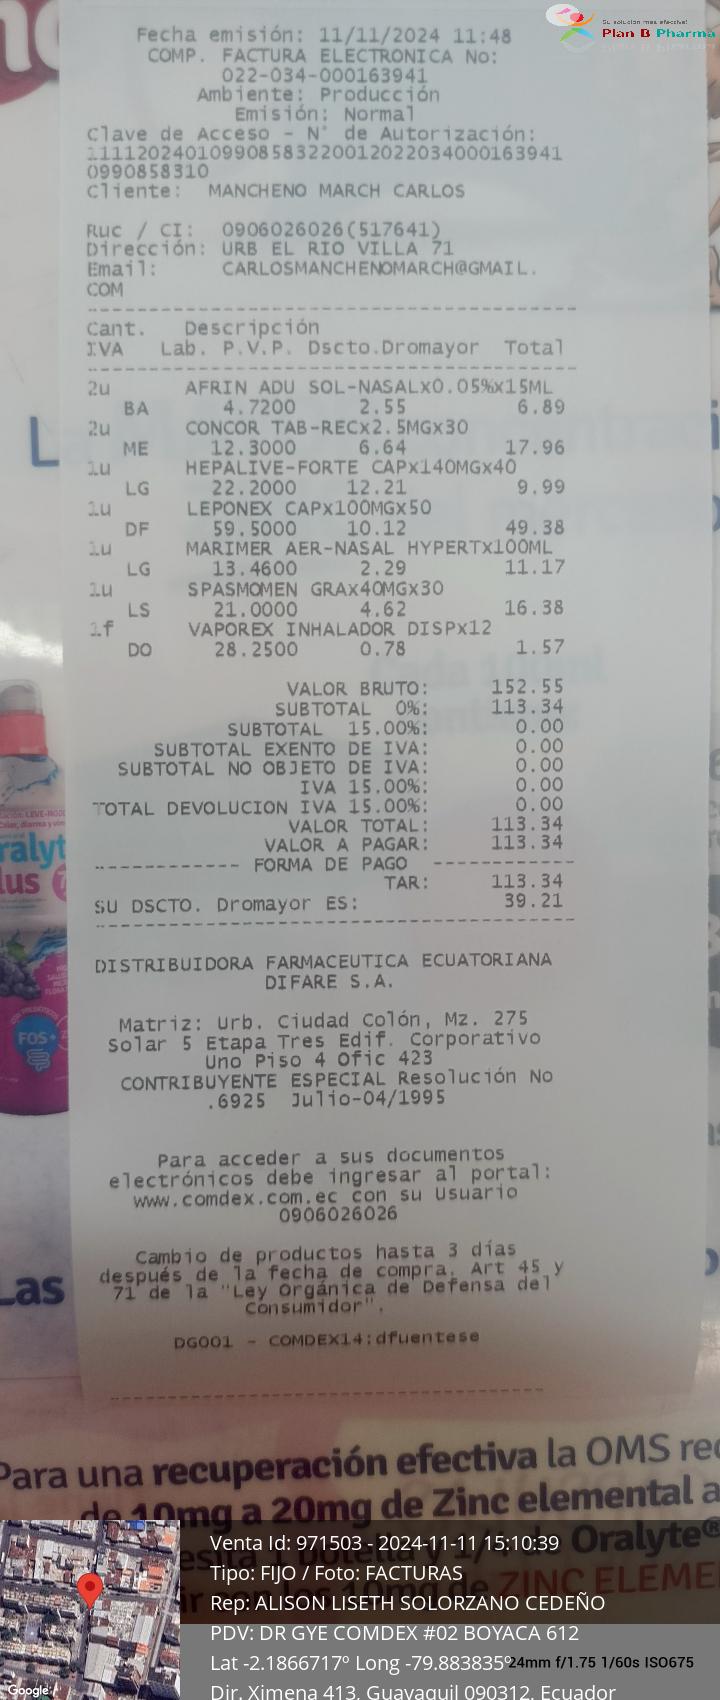 Su solución mas efectiva!
Plan B Pharma
Fecha emisión: 11/11/2024 11:48
COMP. FACTURA ELECTRONICA No:
022-034-000163941
Ambiente: Producción
Emisión: Normal
Clave de Acceso - N° de Autorización:
111120240109908583220012022034000163941
0990858310
Cliente: MANCHENO MARCH CARLOS
Ruc / CI: 0906026026(517641)
Dirección: URB EL RIO VILLA 71
Email: CARLOSMANCHENOMARCH@GMAIL.
COM
Cant. Descripción
IVA Lab. P.V.P. Dscto.Dromayor Total
2u AFRIN ADU SOL-NASALx0.05%x15ML
BA 4.7200 2.55 6.89
2u CONCOR TAB-RECx2.5MGx30
ME 12.3000 6.64 17.96
1u HEPALIVE-FORTE CAPx140MGx40
LG 22.2000 12.21 9.99
1u LEPONEX CAPx100MGx50
DF 59.5000 10.12 49.38
1u MARIMER AER-NASAL HYPERTx100ML
LG 13.4600 2.29 11.17
1u SPASMOMEN GRAx40MGx30
LS 21.0000 4.62 16.38
1f VAPOREX INHALADOR DISPx12
DO 28.2500 0.78 1.57
VALOR BRUTO: 152.55
SUBTOTAL 0%: 113.34
SUBTOTAL 15.00%: 0.00
SUBTOTAL EXENTO DE IVA: 0.00
SUBTOTAL NO OBJETO DE IVA: 0.00
IVA 15.00%: 0.00
TOTAL DEVOLUCION IVA 15.00%: 0.00
VALOR TOTAL: 113.34
VALOR A PAGAR: 113.34
------------ FORMA DE PAGO ------------
TAR: 113.34
SU DSCTO. Dromayor ES: 39.21
DISTRIBUIDORA FARMACEUTICA ECUATORIANA
DIFARE S.A.
Matriz: Urb. Ciudad Colón, Mz. 275
Solar 5 Etapa Tres Edif. Corporativo
Uno Piso 4 Ofic 423
CONTRIBUYENTE ESPECIAL Resolución No
.6925 Julio-04/1995
Para acceder a sus documentos
electrónicos debe ingresar al portal:
www.comdex.com.ec con su Usuario
0906026026
Cambio de productos hasta 3 días
después de la fecha de compra. Art 45 y
71 de la "Ley Orgánica de Defensa del
Consumidor".
DG001 - COMDEX14:dfuentese
FOS+
Las
Para una recuperación efectiva la OMS rec
de 10mg a 20mg de Zinc elemental a
de Oralyte®
ZINC ELEME
Venta Id: 971503 - 2024-11-11 15:10:39
Tipo: FIJO / Foto: FACTURAS
Rep: ALISON LISETH SOLORZANO CEDEÑO
PDV: DR GYE COMDEX #02 BOYACA 612
Lat -2.1866717º Long -79.883835º
24mm f/1.75 1/60s ISO675
Dir. Ximena 413, Guayaquil 090312, Ecuador
Google